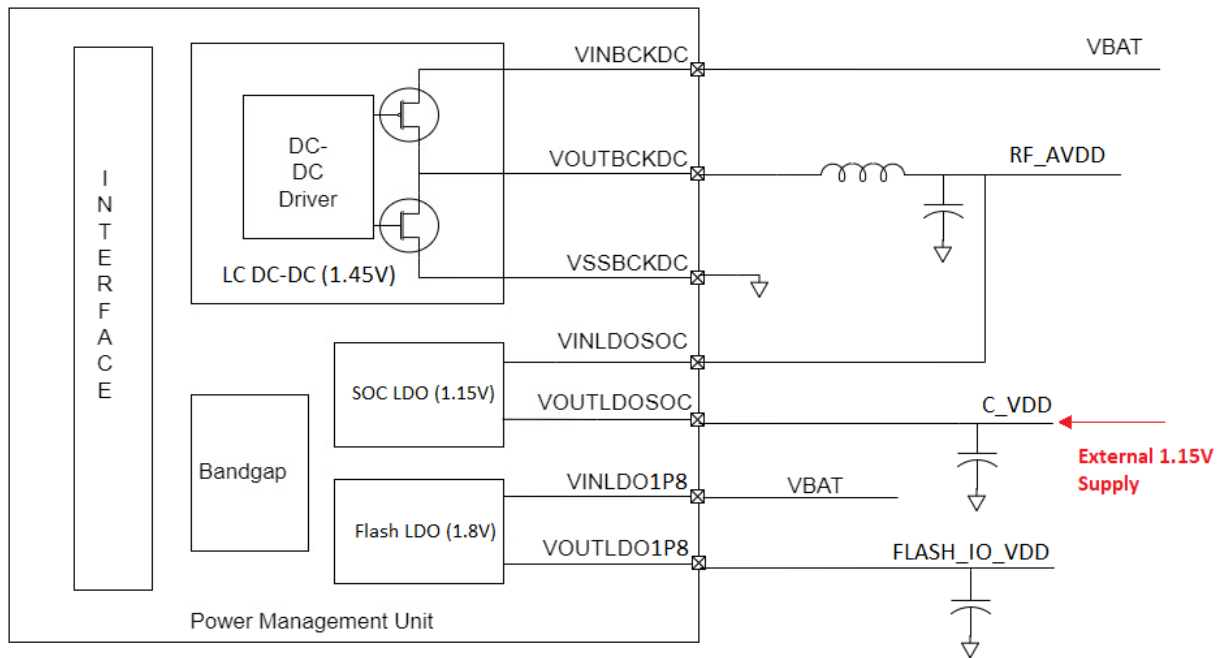 INTERFACE
DC-
DC
Driver
LC DC-DC (1.45V)
VINBCKDC
VBAT
VOUTBCKDC
RF_AVDD
VSSBCKDC
VINLDOSOC
SOC LDO (1.15V)
VOUTLDOSOC
C_VDD
External 1.15V
Supply
Bandgap
VINLDO1P8
VBAT
Flash LDO (1.8V)
VOUTLDO1P8
FLASH_IO_VDD
Power Management Unit